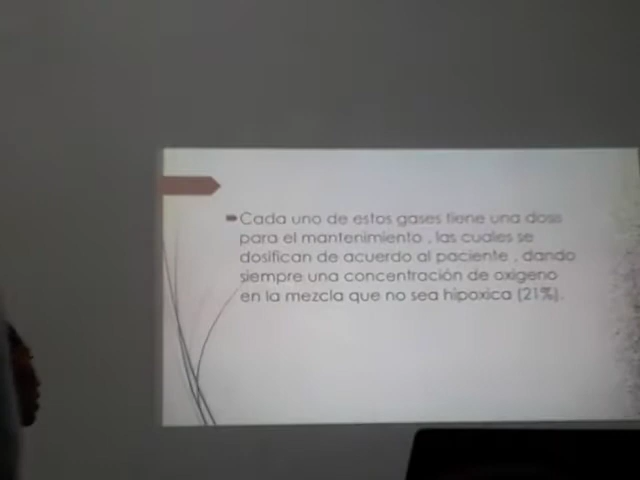 Cada uno de estos gases tiene una dosis
para el mantenimiento , las cuales se
dosifican de acuerdo al paciente , dando
siempre una concentración de oxigeno
en la mezcla que no sea hipoxica (21%).